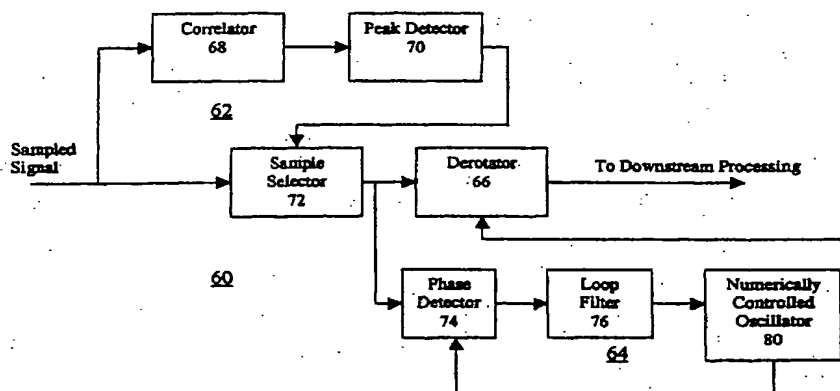 Correlator
68
Peak Detector
70
62
Sampled
Signal
Sample
Selector
72
Derotator
66
To Downstream Processing
60
Phase
Detector
74
Loop
Filter
76
64
Numerically
Controlled
Oscillator
80